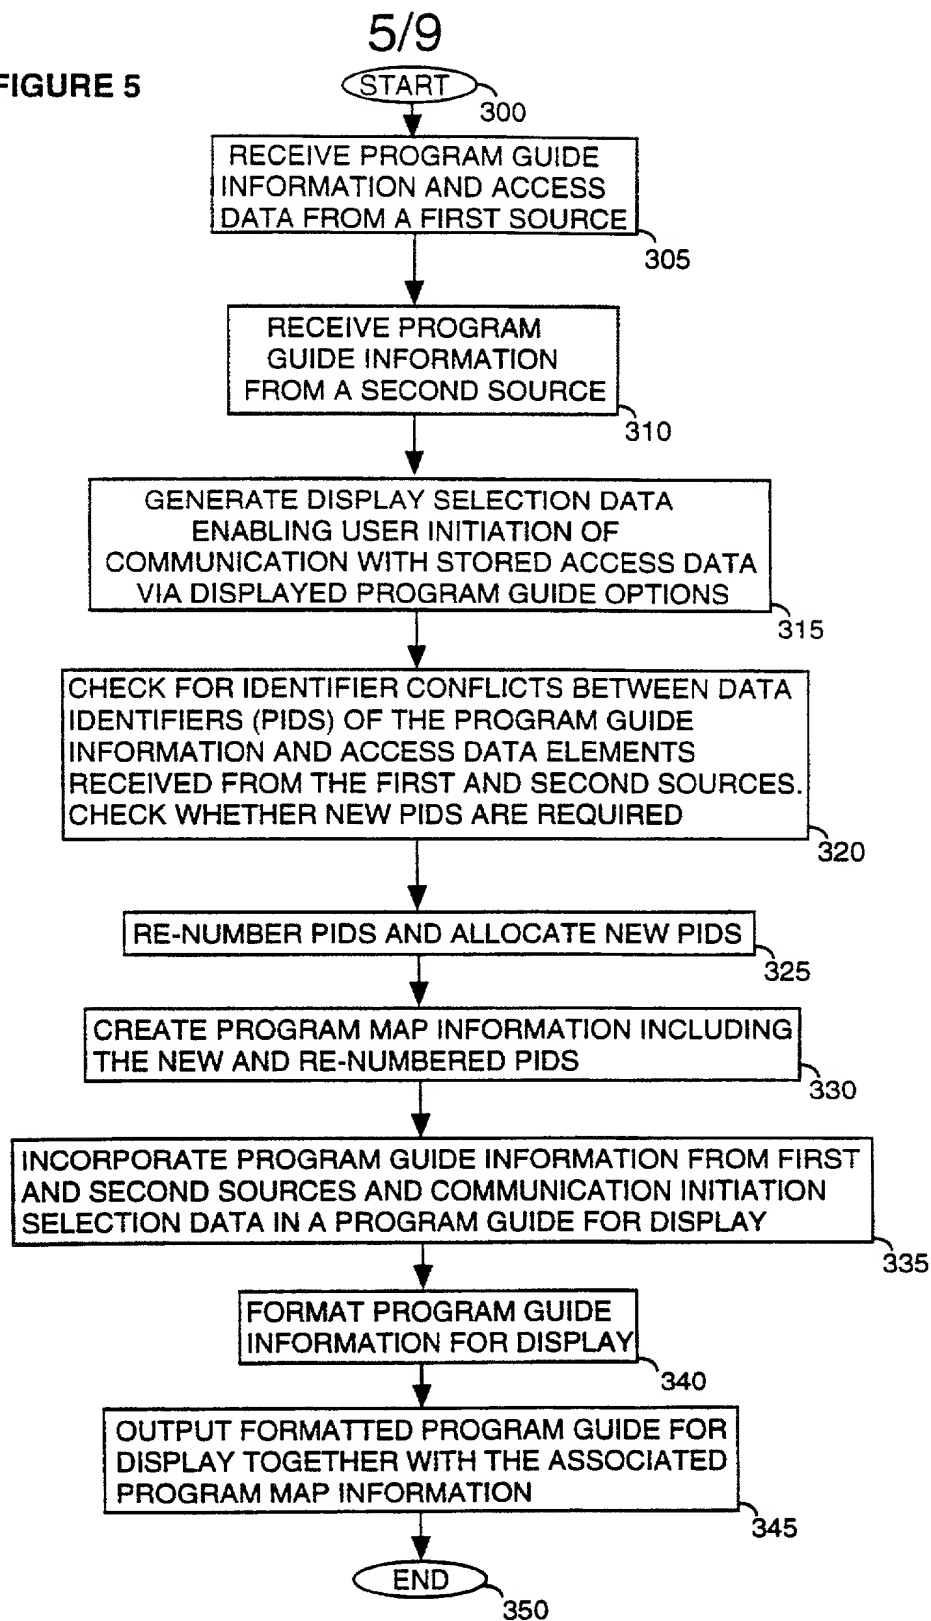 5/9
FIGURE 5
START
300
RECEIVE PROGRAM GUIDE
INFORMATION AND ACCESS
DATA FROM A FIRST SOURCE
305
RECEIVE PROGRAM
GUIDE INFORMATION
FROM A SECOND SOURCE
310
GENERATE DISPLAY SELECTION DATA
ENABLING USER INITIATION OF
COMMUNICATION WITH STORED ACCESS DATA
VIA DISPLAYED PROGRAM GUIDE OPTIONS
315
CHECK FOR IDENTIFIER CONFLICTS BETWEEN DATA
IDENTIFIERS (PIDS) OF THE PROGRAM GUIDE
INFORMATION AND ACCESS DATA ELEMENTS
RECEIVED FROM THE FIRST AND SECOND SOURCES.
CHECK WHETHER NEW PIDS ARE REQUIRED
320
RE-NUMBER PIDS AND ALLOCATE NEW PIDS
325
CREATE PROGRAM MAP INFORMATION INCLUDING
THE NEW AND RE-NUMBERED PIDS
330
INCORPORATE PROGRAM GUIDE INFORMATION FROM FIRST
AND SECOND SOURCES AND COMMUNICATION INITIATION
SELECTION DATA IN A PROGRAM GUIDE FOR DISPLAY
335
FORMAT PROGRAM GUIDE
INFORMATION FOR DISPLAY
340
OUTPUT FORMATTED PROGRAM GUIDE FOR
DISPLAY TOGETHER WITH THE ASSOCIATED
PROGRAM MAP INFORMATION
345
END
350